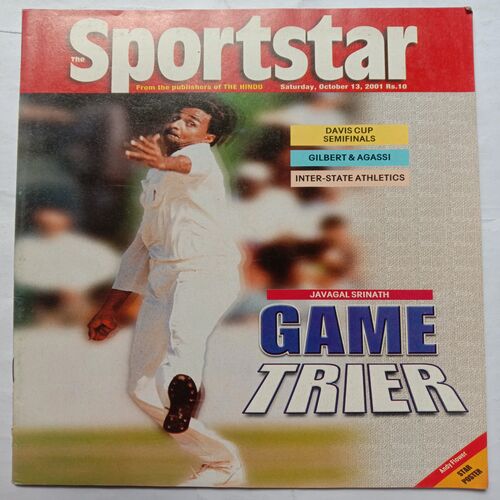 The Sportstar
From the publishers of THE HINDU Saturday, October 13, 2001 Rs.10
DAVIS CUP
SEMIFINALS
GILBERT & AGASSI
INTER-STATE ATHLETICS
JAVAGAL SRINATH
GAME
TRIER
Andy Flower
STAR
POSTER